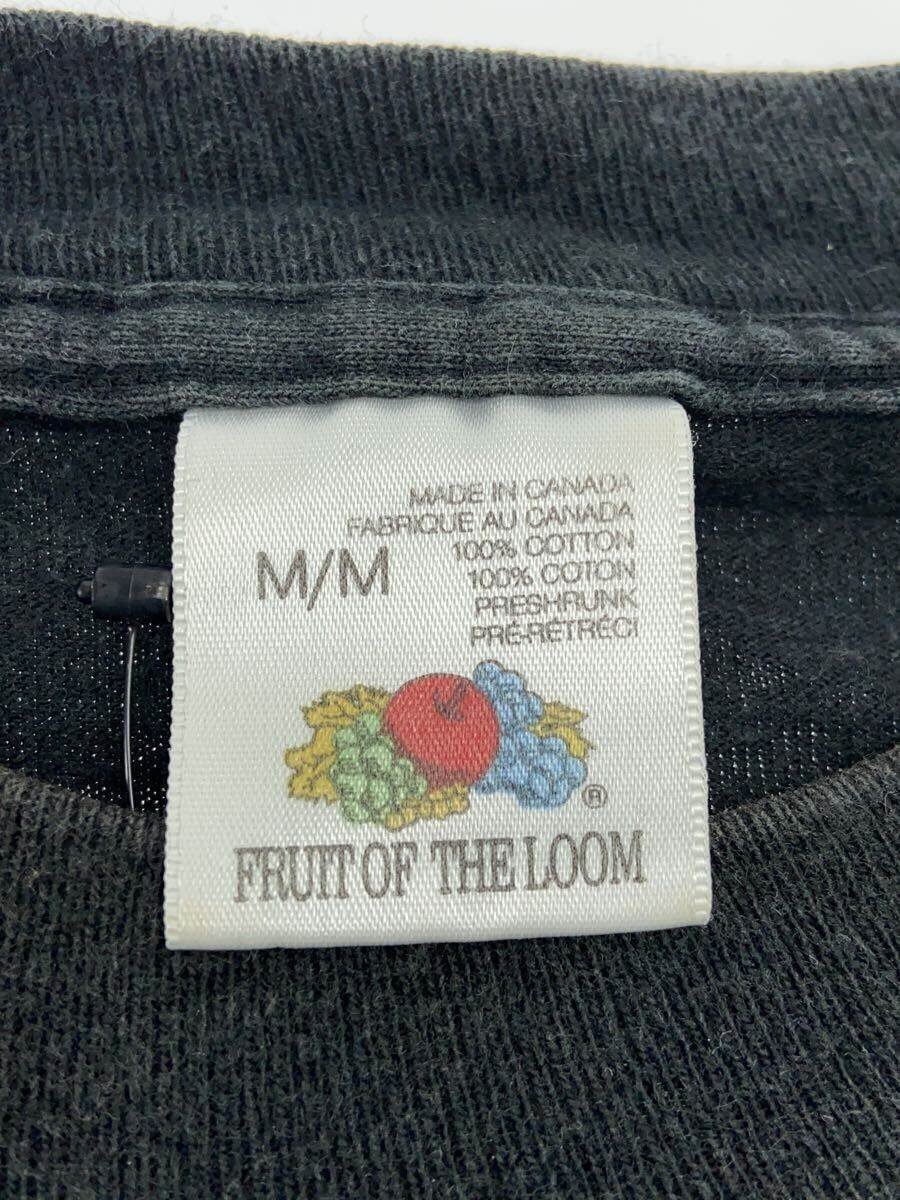 MADE IN CANADA
FABRIQUE AU CANADA
100% COTTON
M/M
100% COTON
PRESHRUNK
PRÉ-RÉTRÉCI
®
FRUIT OF THE LOOM